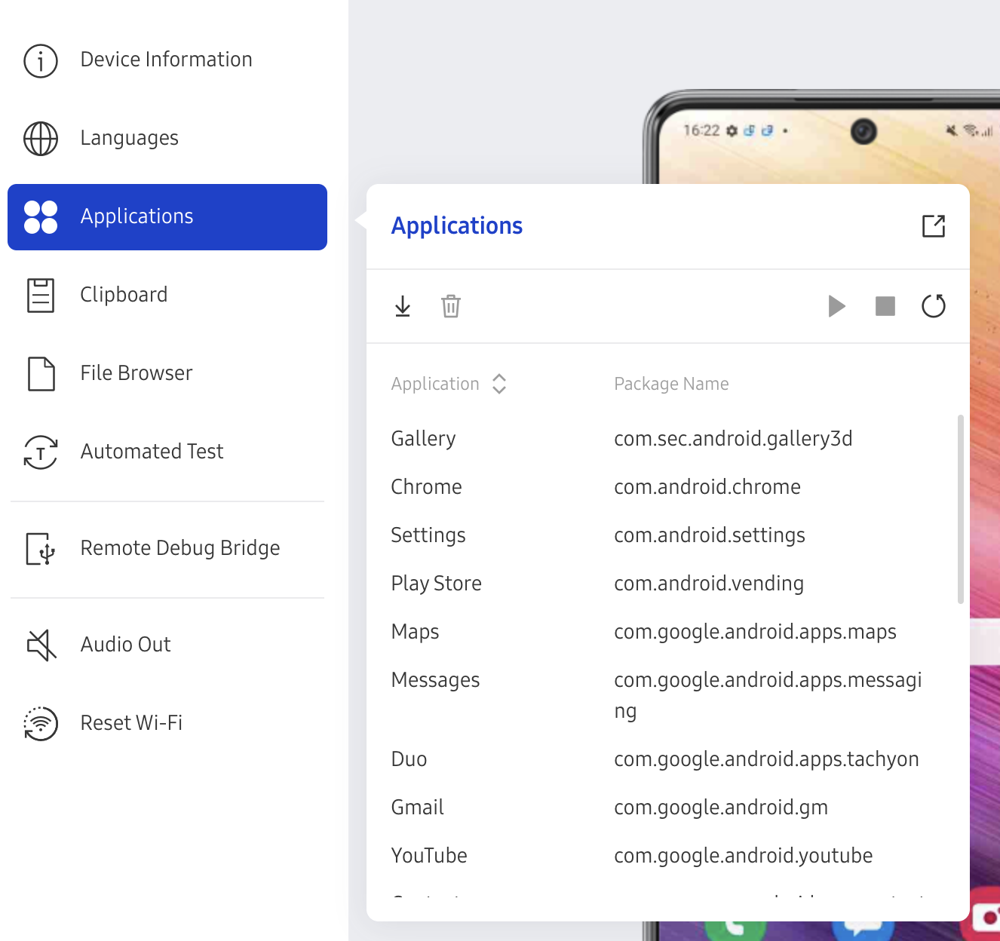 Device Information
Languages
Applications
Clipboard
File Browser
Automated Test
T
Remote Debug Bridge
Audio Out
Reset Wi-Fi
16:22
Applications
Application Package Name
Gallery com.sec.android.gallery3d
Chrome com.android.chrome
Settings com.android.settings
Play Store com.android.vending
Maps com.google.android.apps.maps
Messages com.google.android.apps.messagi
ng
Duo com.google.android.apps.tachyon
Gmail com.google.android.gm
YouTube com.google.android.youtube